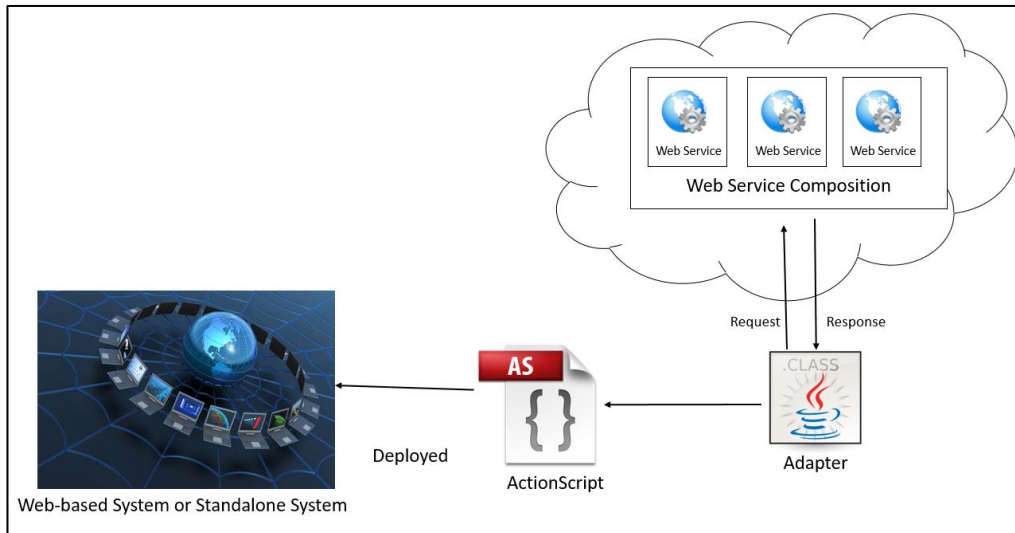 Web Service
Web Service
Web Service
Web Service Composition
Request
Response
.CLASS
AS
{ }
Adapter
Deployed
ActionScript
Web-based System or Standalone System